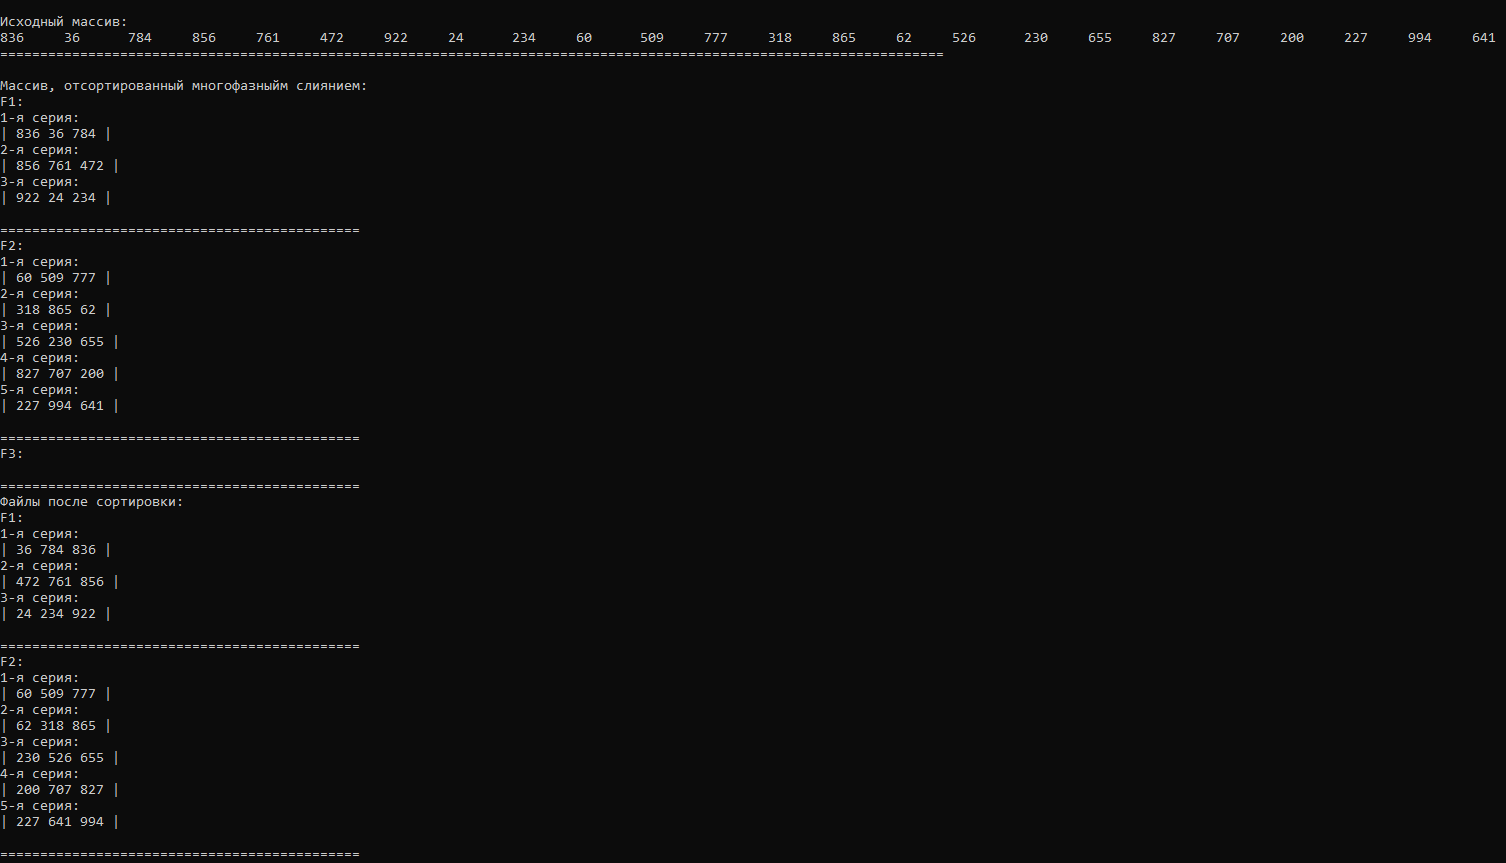 Исходный массив:
836 36 784 856 761 472 922 24 234 60 509 777 318 865 62 526 230 655 827 707 200 227 994 641
======================================================================================================================
Массив, отсортированный многофазныйм слиянием:
F1:
1-я серия:
| 836 36 784 |
2-я серия:
| 856 761 472 |
3-я серия:
| 922 24 234 |
=============================================
F2:
1-я серия:
| 60 509 777 |
2-я серия:
| 318 865 62 |
3-я серия:
| 526 230 655 |
4-я серия:
| 827 707 200 |
5-я серия:
| 227 994 641 |
=============================================
F3:
=============================================
Файлы после сортировки:
F1:
1-я серия:
| 36 784 836 |
2-я серия:
| 472 761 856 |
3-я серия:
| 24 234 922 |
=============================================
F2:
1-я серия:
| 60 509 777 |
2-я серия:
| 62 318 865 |
3-я серия:
| 230 526 655 |
4-я серия:
| 200 707 827 |
5-я серия:
| 227 641 994 |
=============================================